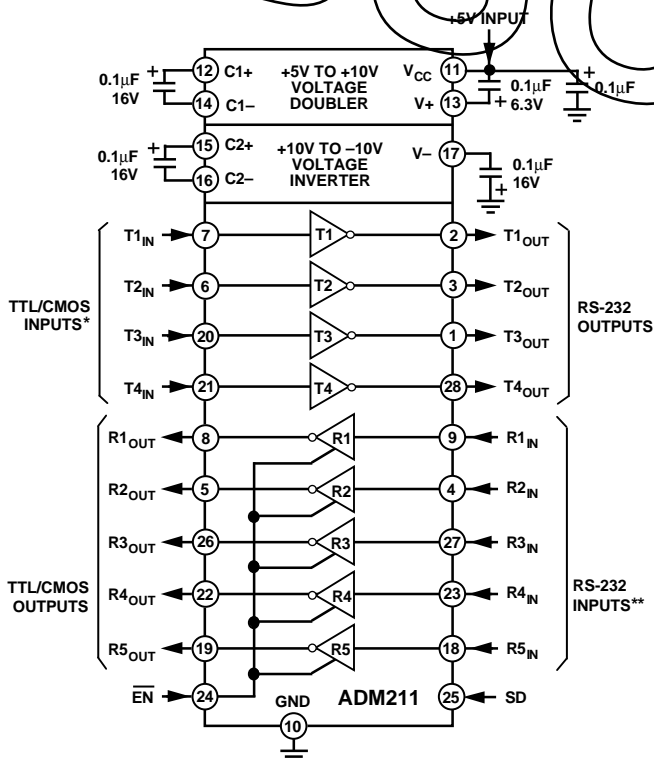 +5V INPUT
0.1μF 16V
+
12 C1+
14 C1–
+5V TO +10V VOLTAGE DOUBLER
VCC 11
V+ 13
+ 0.1μF 6.3V
+ 0.1μF
0.1μF 16V
+
15 C2+
16 C2–
+10V TO –10V VOLTAGE INVERTER
V– 17
+ 0.1μF 16V
TTL/CMOS INPUTS*
T1IN 7 T1 2 T1OUT
T2IN 6 T2 3 T2OUT
T3IN 20 T3 1 T3OUT
T4IN 21 T4 28 T4OUT
RS-232 OUTPUTS
TTL/CMOS OUTPUTS
R1OUT 8 R1 9 R1IN
R2OUT 5 R2 4 R2IN
R3OUT 26 R3 27 R3IN
R4OUT 22 R4 23 R4IN
R5OUT 19 R5 18 R5IN
RS-232 INPUTS**
EN 24 GND ADM211 25 SD
10